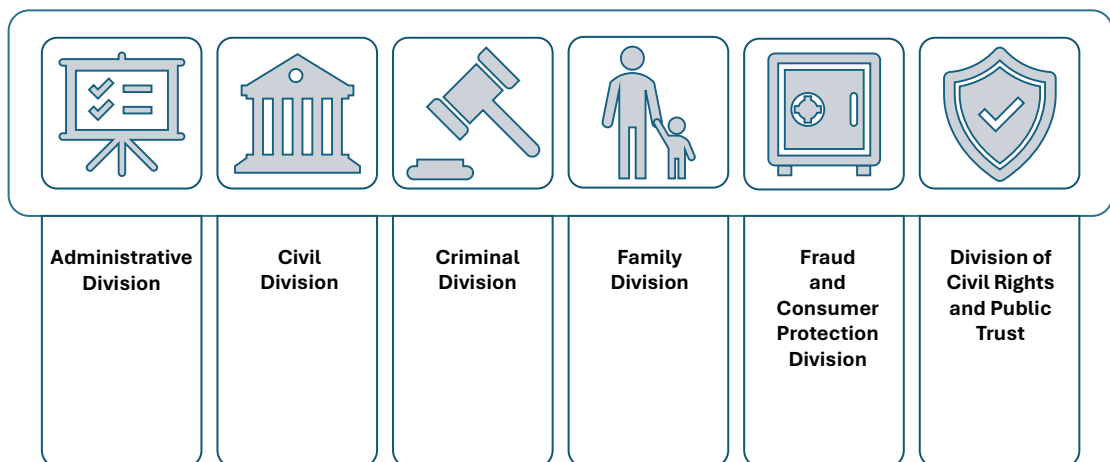 Administrative
Division
Civil
Division
Criminal
Division
Family
Division
Fraud
and
Consumer
Protection
Division
Division of
Civil Rights
and Public
Trust